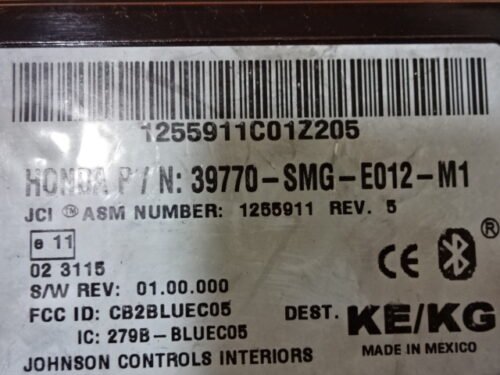 1255911C01Z205
HONDA P/N: 39770-SMG-E012-M1
JCI ™ ASM NUMBER: 1255911 REV. 5
e 11
02 3115
CE ®
S/W REV: 01.00.000
FCC ID: CB2BLUEC05
IC: 279B-BLUEC05
DEST. KE/KG
MADE IN MEXICO
JOHNSON CONTROLS INTERIORS